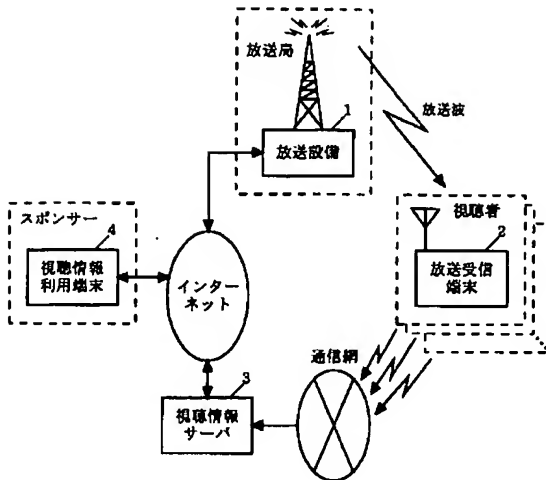 放送局
1
放送設備
放送波
スポンサー
4
視聴情報
利用端末
インター
ネット
視聴者
2
放送受信
端末
通信網
3
視聴情報
サーバ